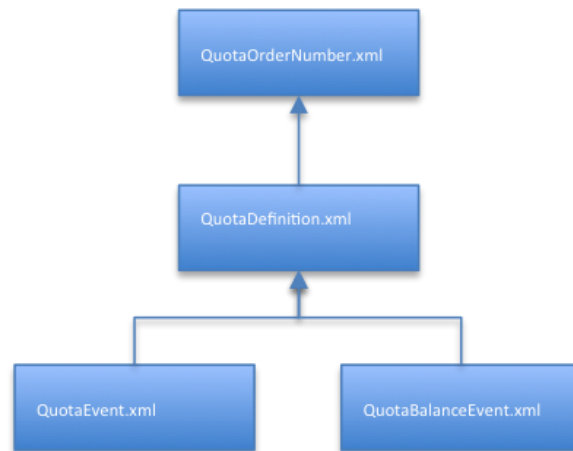 QuotaOrderNumber.xml
QuotaDefinition.xml
QuotaEvent.xml
QuotaBalanceEvent.xml